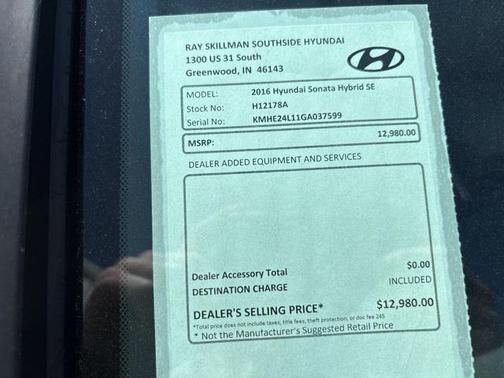 RAY SKILLMAN SOUTHSIDE HYUNDAI
1300 US 31 South
Greenwood, IN 46143
MODEL: 2016 Hyundai Sonata Hybrid SE
Stock No: H12178A
Serial No: KMHE24L11GA037599
MSRP: 12,980.00
DEALER ADDED EQUIPMENT AND SERVICES
Dealer Accessory Total $0.00
DESTINATION CHARGE INCLUDED
DEALER'S SELLING PRICE* $12,980.00
*Total price does not include taxes, title fees, theft protection, or doc fee 245
* Not the Manufacturer's Suggested Retail Price